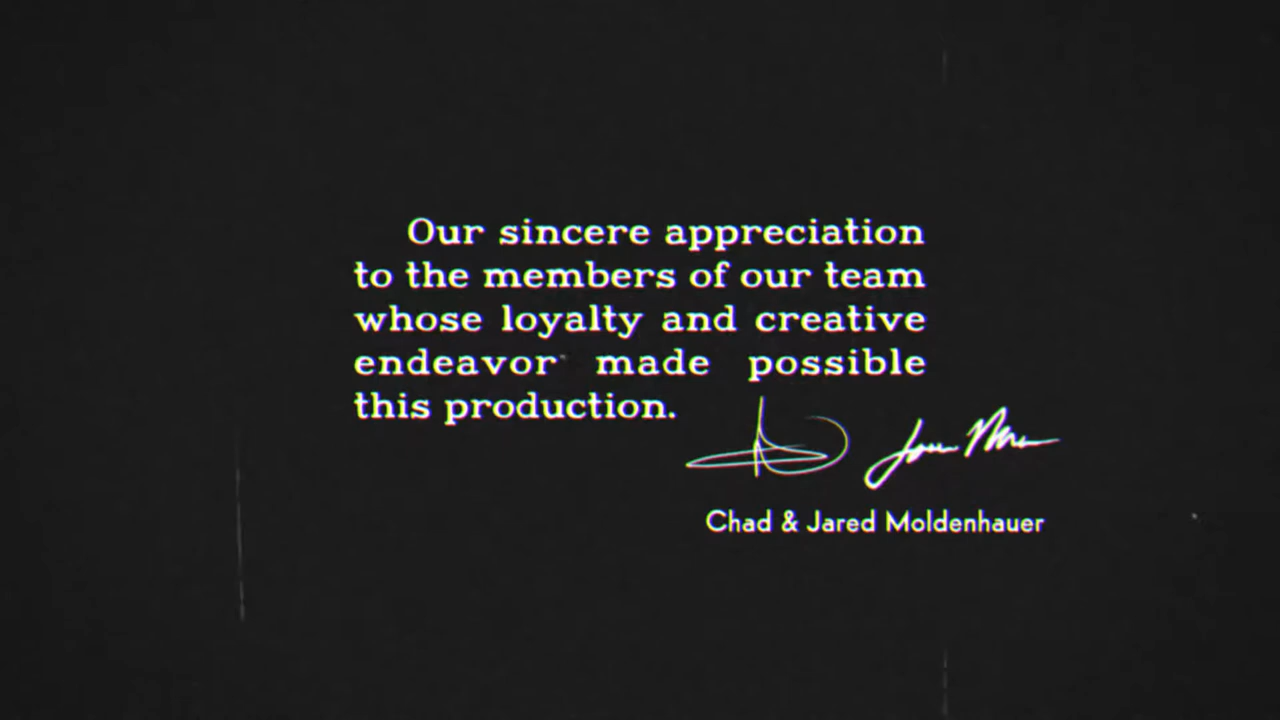 Our sincere appreciation
to the members of our team
whose loyalty and creative
endeavor made possible
this production.
Chad & Jared Moldenhauer